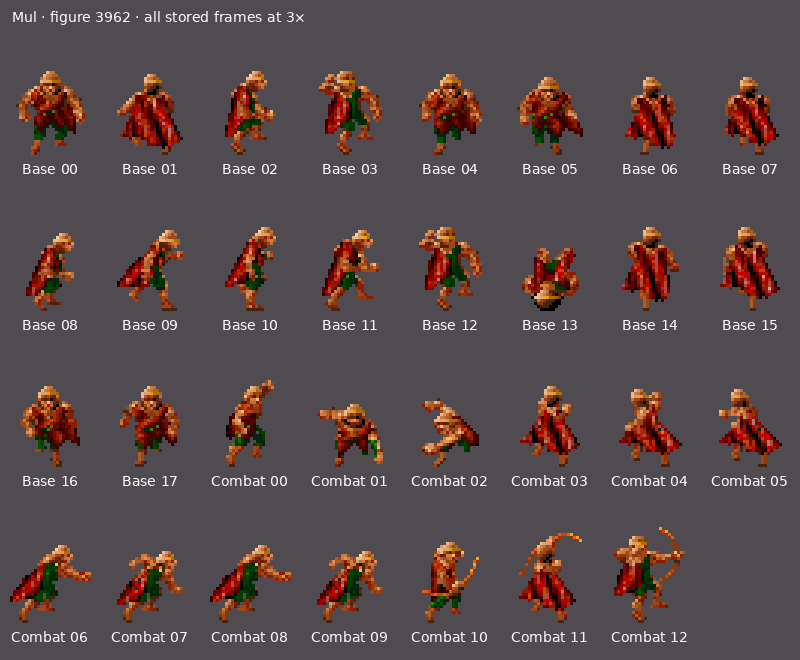 Mul · figure 3962 · all stored frames at 3×
Base 00 Base 01 Base 02 Base 03 Base 04 Base 05 Base 06 Base 07
Base 08 Base 09 Base 10 Base 11 Base 12 Base 13 Base 14 Base 15
Base 16 Base 17 Combat 00 Combat 01 Combat 02 Combat 03 Combat 04 Combat 05
Combat 06 Combat 07 Combat 08 Combat 09 Combat 10 Combat 11 Combat 12